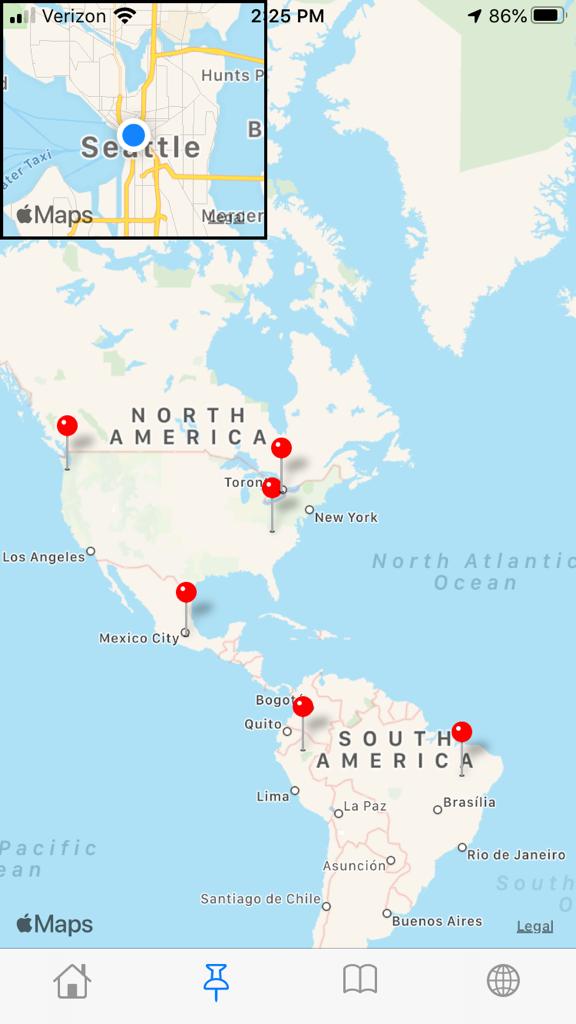 Verizon
2:25 PM
86%
Hunts P
Seattle
ater Taxi
B
Maps
Mercer
Legal
NORTH
AMERICA
Toron
New York
Los Angeles
North Atlantic
Ocean
Mexico City
Bogot
Quito
SOUTH
AMERICA
Lima
La Paz
Brasília
Pacific
ean
Rio de Janeiro
Asunción
South
O
Santiago de Chile
Buenos Aires
Maps
Legal